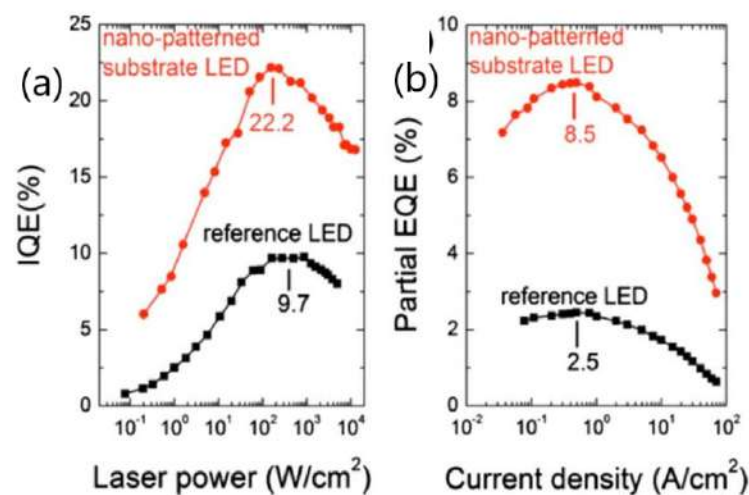 (a)
nano-patterned
substrate LED
22.2
reference LED
9.7
IQE(%)
25
20
15
10
5
0
10⁻¹ 10⁰ 10¹ 10² 10³ 10⁴
Laser power (W/cm²)
(b)
nano-patterned
substrate LED
8.5
reference LED
2.5
Partial EQE (%)
10
8
6
4
2
0
10⁻² 10⁻¹ 10⁰ 10¹ 10²
Current density (A/cm²)